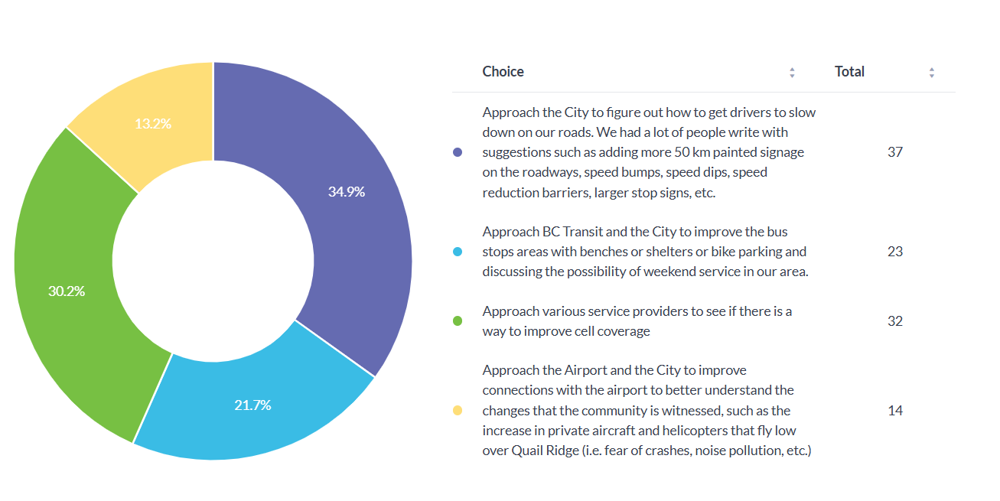 Choice Total
Approach the City to figure out how to get drivers to slow
down on our roads. We had a lot of people write with
suggestions such as adding more 50 km painted signage
on the roadways, speed bumps, speed dips, speed
reduction barriers, larger stop signs, etc.
37
Approach BC Transit and the City to improve the bus
stops areas with benches or shelters or bike parking and
discussing the possibility of weekend service in our area.
23
Approach various service providers to see if there is a
way to improve cell coverage
32
Approach the Airport and the City to improve
connections with the airport to better understand the
changes that the community is witnessed, such as the
increase in private aircraft and helicopters that fly low
over Quail Ridge (i.e. fear of crashes, noise pollution, etc.)
14
13.2%
34.9%
30.2%
21.7%